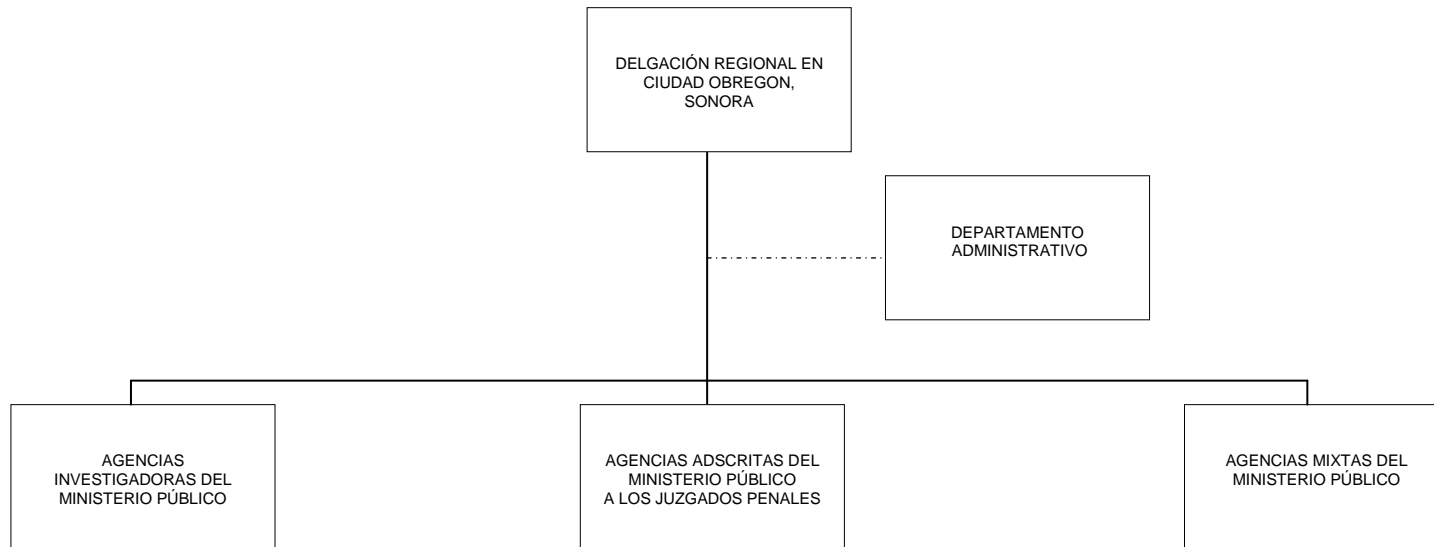 DELGACIÓN REGIONAL EN
CIUDAD OBREGON,
SONORA
DEPARTAMENTO
ADMINISTRATIVO
AGENCIAS
INVESTIGADORAS DEL
MINISTERIO PÚBLICO
AGENCIAS ADSCRITAS DEL
MINISTERIO PÚBLICO
A LOS JUZGADOS PENALES
AGENCIAS MIXTAS DEL
MINISTERIO PÚBLICO